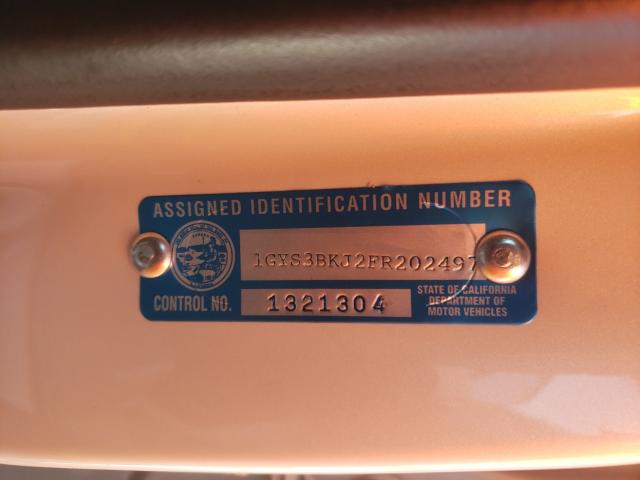 ASSIGNED IDENTIFICATION NUMBER
1GYS3BKJ2FR202497
CONTROL NO. 1321304
STATE OF CALIFORNIA
DEPARTMENT OF
MOTOR VEHICLES